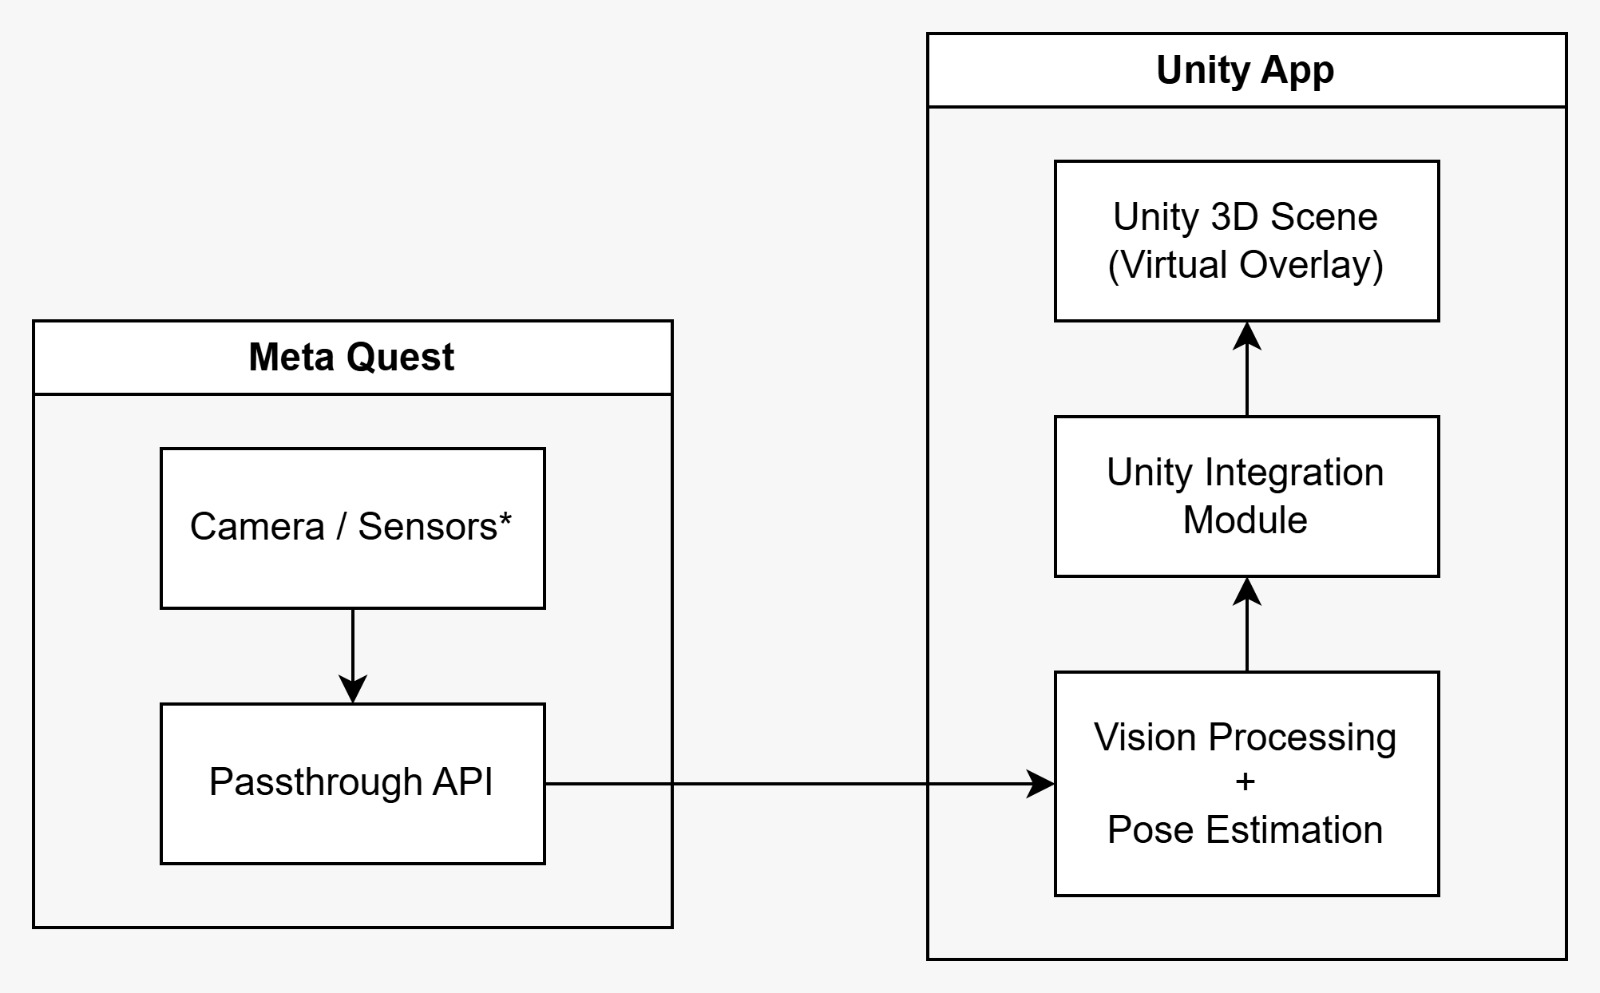 Meta Quest
Camera / Sensors*
Passthrough API
Unity App
Unity 3D Scene
(Virtual Overlay)
Unity Integration
Module
Vision Processing
+
Pose Estimation